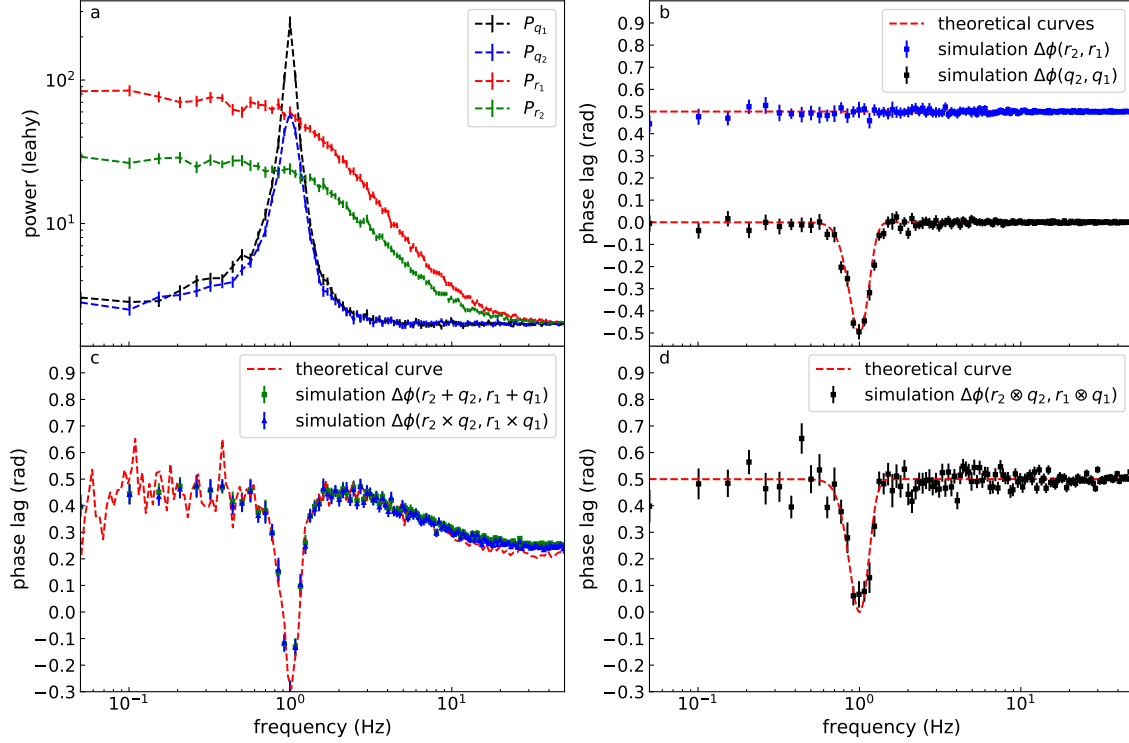 a
P_{q_1}
P_{q_2}
P_{r_1}
P_{r_2}
10^2
10^1
power (leahy)
b
theoretical curves
simulation Δϕ(r_2, r_1)
simulation Δϕ(q_2, q_1)
0.9
0.8
0.7
0.6
0.5
0.4
0.3
0.2
0.1
0.0
−0.1
−0.2
−0.3
−0.4
−0.5
phase lag (rad)
c
theoretical curve
simulation Δϕ(r_2 + q_2, r_1 + q_1)
simulation Δϕ(r_2 × q_2, r_1 × q_1)
0.9
0.8
0.7
0.6
0.5
0.4
0.3
0.2
0.1
0.0
−0.1
−0.2
−0.3
phase lag (rad)
10^{−1}
10^0
10^1
frequency (Hz)
d
theoretical curve
simulation Δϕ(r_2 ⊗ q_2, r_1 ⊗ q_1)
0.9
0.8
0.7
0.6
0.5
0.4
0.3
0.2
0.1
0.0
−0.1
−0.2
−0.3
phase lag (rad)
10^{−1}
10^0
10^1
frequency (Hz)